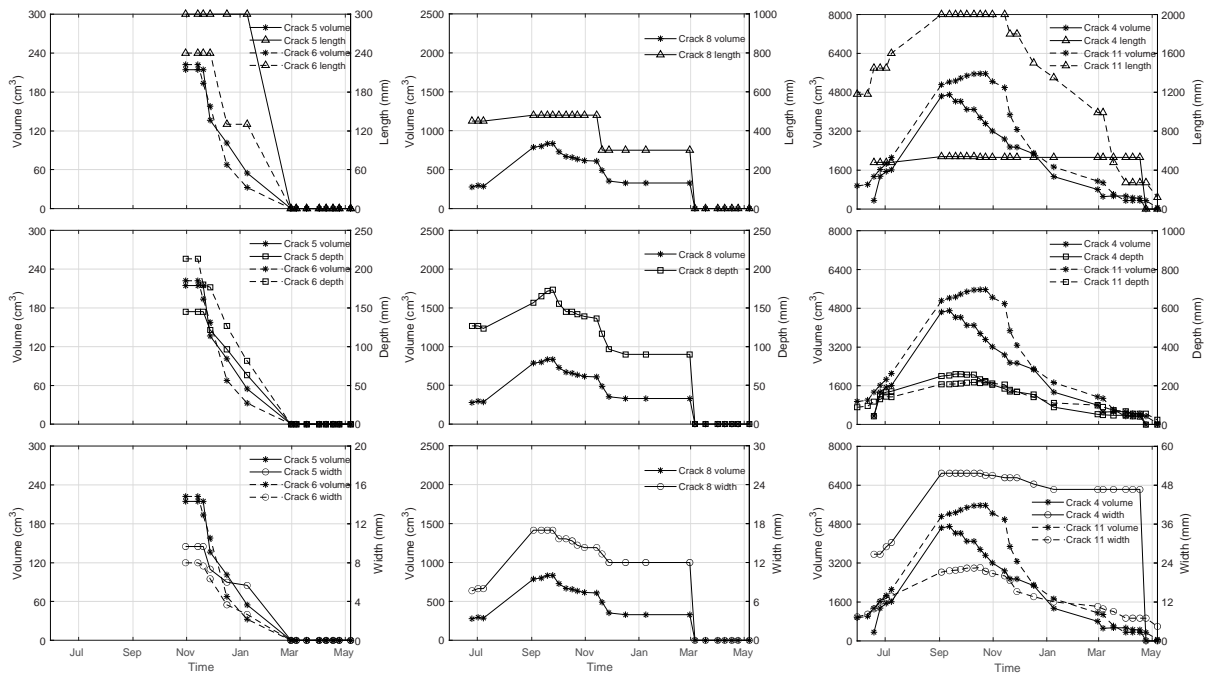 300
240
180
120
60
0
Volume (cm³)
300
240
180
120
60
0
Length (mm)
Crack 5 volume
Crack 5 length
Crack 6 volume
Crack 6 length
2500
2000
1500
1000
500
0
Volume (cm³)
1000
800
600
400
200
0
Length (mm)
Crack 8 volume
Crack 8 length
8000
6400
4800
3200
1600
0
Volume (cm³)
2000
1600
1200
800
400
0
Length (mm)
Crack 4 volume
Crack 4 length
Crack 11 volume
Crack 11 length
300
240
180
120
60
0
Volume (cm³)
250
200
150
100
50
0
Depth (mm)
Crack 5 volume
Crack 5 depth
Crack 6 volume
Crack 6 depth
2500
2000
1500
1000
500
0
Volume (cm³)
250
200
150
100
50
0
Depth (mm)
Crack 8 volume
Crack 8 depth
8000
6400
4800
3200
1600
0
Volume (cm³)
1000
800
600
400
200
0
Depth (mm)
Crack 4 volume
Crack 4 depth
Crack 11 volume
Crack 11 depth
300
240
180
120
60
0
Volume (cm³)
20
16
12
8
4
0
Width (mm)
Crack 5 volume
Crack 5 width
Crack 6 volume
Crack 6 width
Jul Sep Nov Jan Mar May
Time
2500
2000
1500
1000
500
0
Volume (cm³)
30
24
18
12
6
0
Width (mm)
Crack 8 volume
Crack 8 width
Jul Sep Nov Jan Mar May
Time
8000
6400
4800
3200
1600
0
Volume (cm³)
60
48
36
24
12
0
Width (mm)
Crack 4 volume
Crack 4 width
Crack 11 volume
Crack 11 width
Jul Sep Nov Jan Mar May
Time